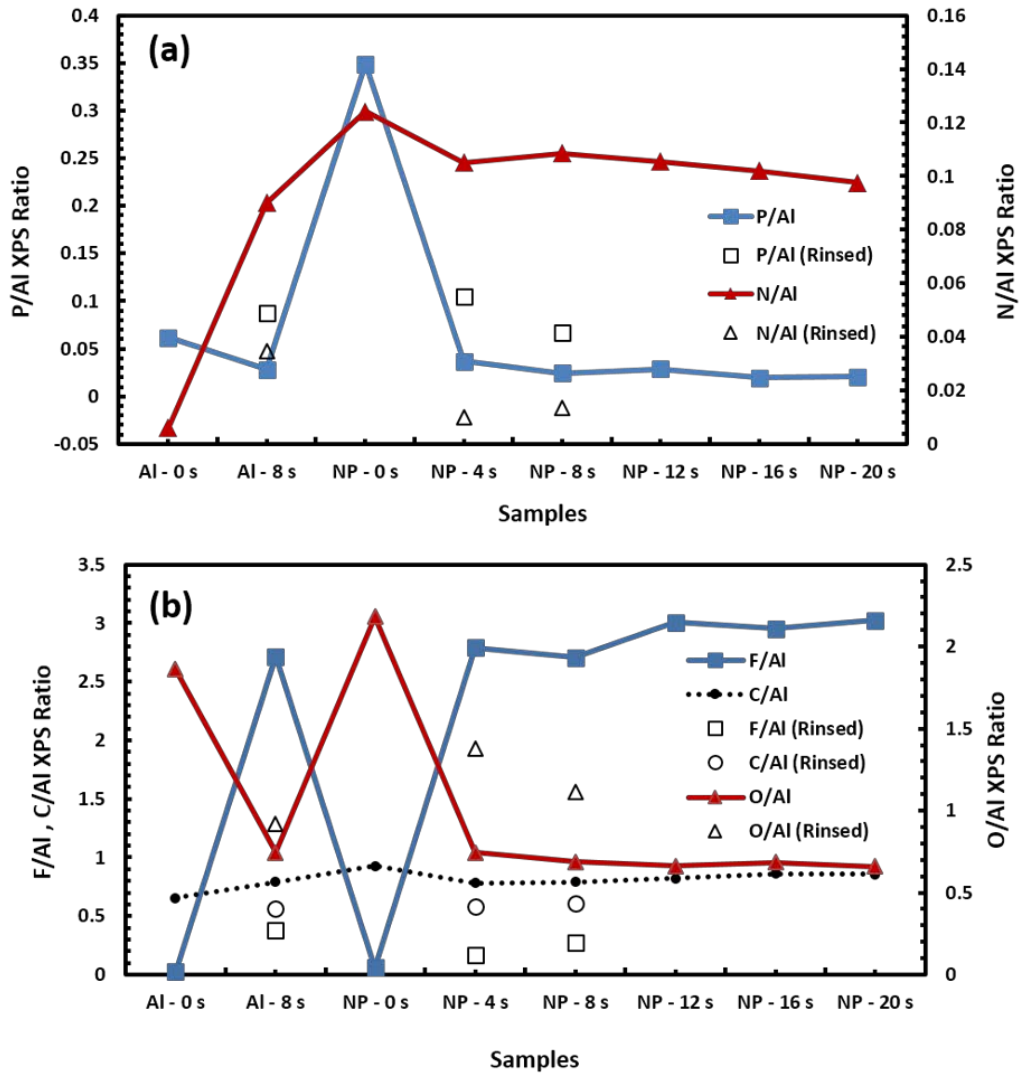 (a)
P/Al XPS Ratio
0.4
0.35
0.3
0.25
0.2
0.15
0.1
0.05
0
-0.05
0.16
0.14
0.12
0.1
0.08
0.06
0.04
0.02
0
N/Al XPS Ratio
P/Al
P/Al (Rinsed)
N/Al
N/Al (Rinsed)
Al - 0 s Al - 8 s NP - 0 s NP - 4 s NP - 8 s NP - 12 s NP - 16 s NP - 20 s
Samples
(b)
F/Al , C/Al XPS Ratio
3.5
3
2.5
2
1.5
1
0.5
0
2.5
2
1.5
1
0.5
0
O/Al XPS Ratio
F/Al
C/Al
F/Al (Rinsed)
C/Al (Rinsed)
O/Al
O/Al (Rinsed)
Al - 0 s Al - 8 s NP - 0 s NP - 4 s NP - 8 s NP - 12 s NP - 16 s NP - 20 s
Samples